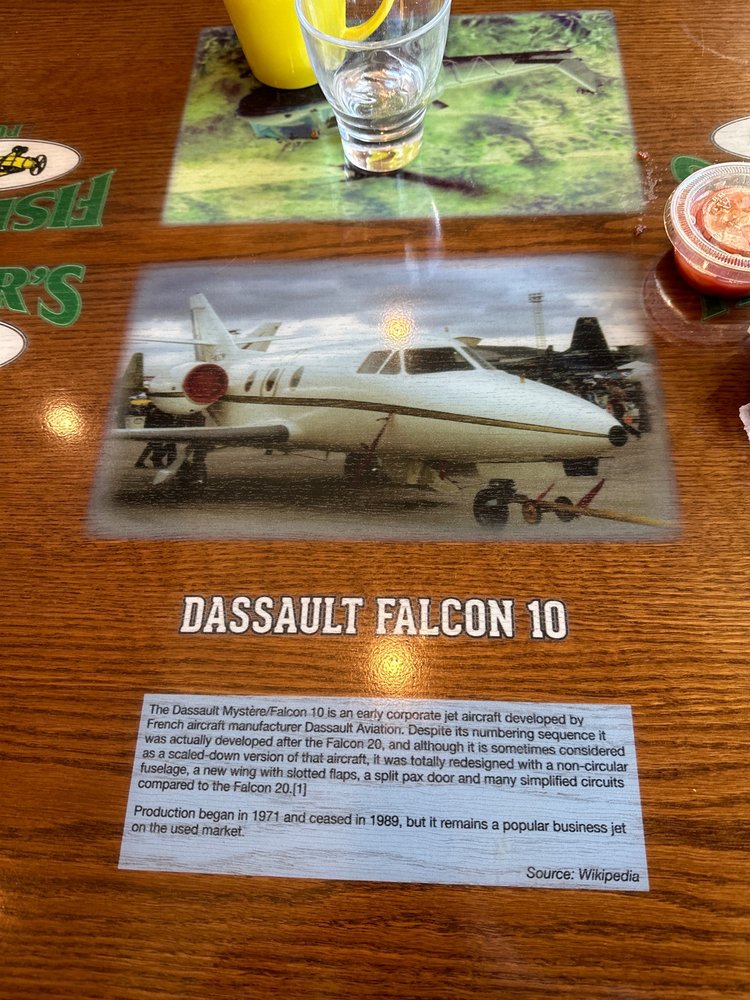 FISH
R'S
DASSAULT FALCON 10
The Dassault Mystère/Falcon 10 is an early corporate jet aircraft developed by
French aircraft manufacturer Dassault Aviation. Despite its numbering sequence it
was actually developed after the Falcon 20, and although it is sometimes considered
as a scaled-down version of that aircraft, it was totally redesigned with a non-circular
fuselage, a new wing with slotted flaps, a split pax door and many simplified circuits
compared to the Falcon 20.[1]
Production began in 1971 and ceased in 1989, but it remains a popular business jet
on the used market.
Source: Wikipedia